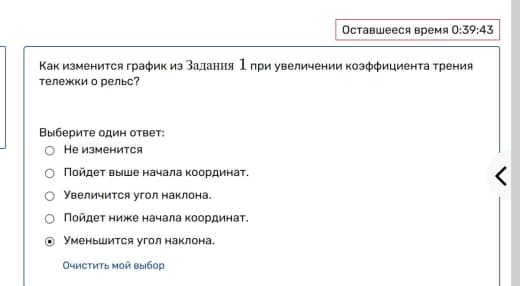 Оставшееся время 0:39:43
Как изменится график из Задания 1 при увеличении коэффициента трения
тележки о рельс?
Выберите один ответ:
Не изменится
Пойдет выше начала координат.
Увеличится угол наклона.
Пойдет ниже начала координат.
Уменьшится угол наклона.
Очистить мой выбор